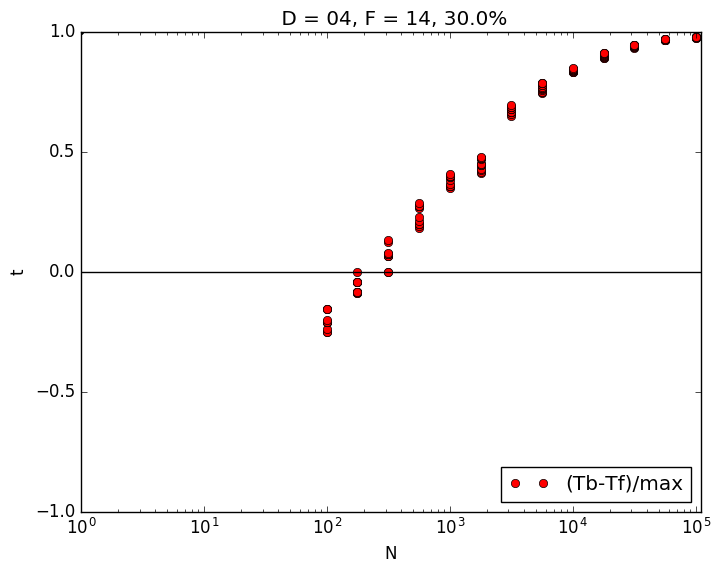 D = 04, F = 14, 30.0%
1.0
0.5
0.0
−0.5
−1.0
t
(Tb-Tf)/max
10⁰ 10¹ 10² 10³ 10⁴ 10⁵
N